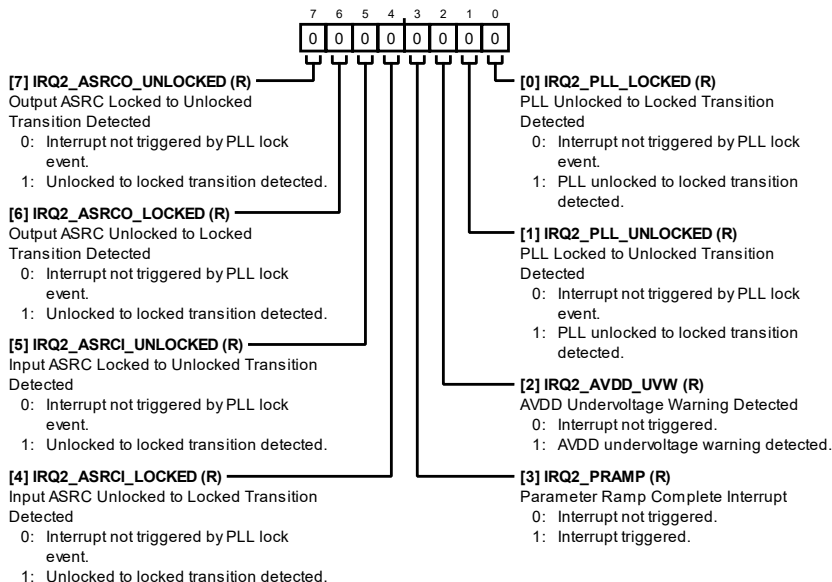 7 6 5 4 3 2 1 0
0 0 0 0 0 0 0 0
[7] IRQ2_ASRCO_UNLOCKED (R)
Output ASRC Locked to Unlocked
Transition Detected
0: Interrupt not triggered by PLL lock
event.
1: Unlocked to locked transition detected.
[6] IRQ2_ASRCO_LOCKED (R)
Output ASRC Unlocked to Locked
Transition Detected
0: Interrupt not triggered by PLL lock
event.
1: Unlocked to locked transition detected.
[5] IRQ2_ASRCI_UNLOCKED (R)
Input ASRC Locked to Unlocked Transition
Detected
0: Interrupt not triggered by PLL lock
event.
1: Unlocked to locked transition detected.
[4] IRQ2_ASRCI_LOCKED (R)
Input ASRC Unlocked to Locked Transition
Detected
0: Interrupt not triggered by PLL lock
event.
1: Unlocked to locked transition detected.
[0] IRQ2_PLL_LOCKED (R)
PLL Unlocked to Locked Transition
Detected
0: Interrupt not triggered by PLL lock
event.
1: PLL unlocked to locked transition
detected.
[1] IRQ2_PLL_UNLOCKED (R)
PLL Locked to Unlocked Transition
Detected
0: Interrupt not triggered by PLL lock
event.
1: PLL unlocked to locked transition
detected.
[2] IRQ2_AVDD_UVW (R)
AVDD Undervoltage Warning Detected
0: Interrupt not triggered.
1: AVDD undervoltage warning detected.
[3] IRQ2_PRAMP (R)
Parameter Ramp Complete Interrupt
0: Interrupt not triggered.
1: Interrupt triggered.